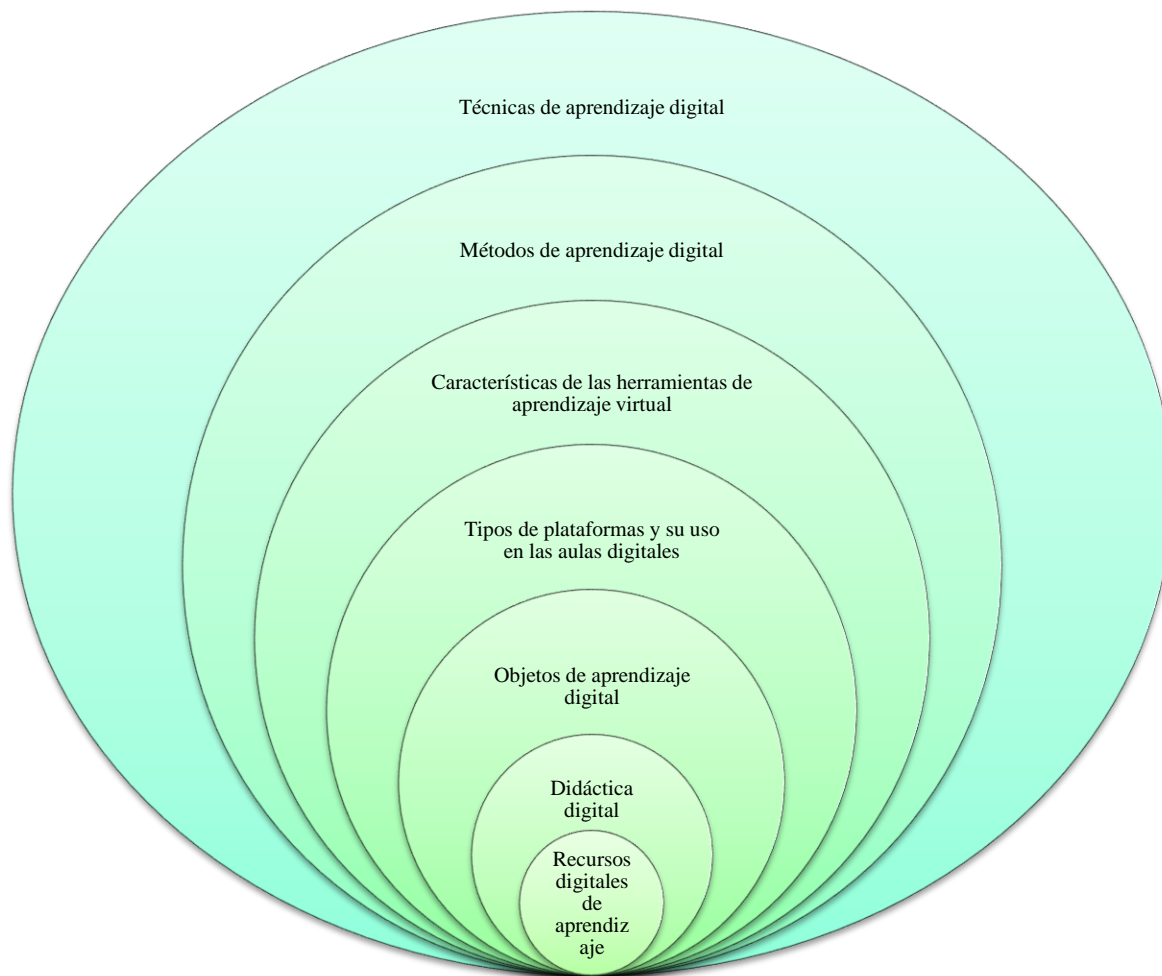 Técnicas de aprendizaje digital
Métodos de aprendizaje digital
Características de las herramientas de
aprendizaje virtual
Tipos de plataformas y su uso
en las aulas digitales
Objetos de aprendizaje
digital
Didáctica
digital
Recursos
digitales
de
aprendiz
aje